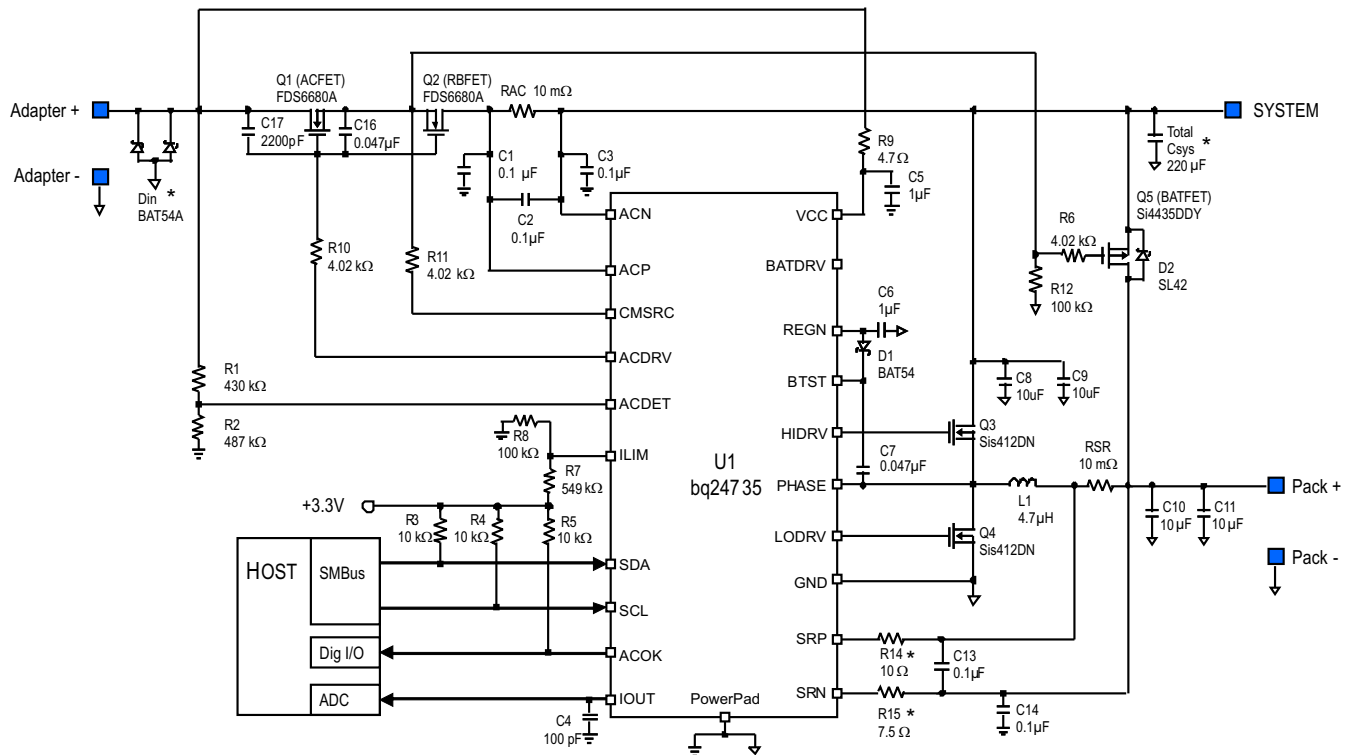 Adapter +
Adapter -
Din *
BAT54A
Q1 (ACFET)
FDS6680A
C17
2200pF
C16
0.047µF
Q2 (RBFET)
FDS6680A
RAC 10 mΩ
C1
0.1 µF
C3
0.1µF
C2
0.1µF
R10
4.02 kΩ
R11
4.02 kΩ
R1
430 kΩ
R2
487 kΩ
R8
100 kΩ
R7
549 kΩ
+3.3V
R3
10 kΩ
R4
10 kΩ
R5
10 kΩ
HOST
SMBus
Dig I/O
ADC
C4
100 pF
ACN
ACP
CMSRC
ACDRV
ACDET
ILIM
SDA
SCL
ACOK
IOUT
U1
bq24735
PowerPad
VCC
BATDRV
REGN
BTST
HIDRV
PHASE
LODRV
GND
SRP
SRN
R9
4.7Ω
C5
1µF
C6
1µF
D1
BAT54
C7
0.047µF
Q3
Sis412DN
Q4
Sis412DN
C8
10uF
C9
10uF
L1
4.7µH
RSR
10 mΩ
R14 *
10 Ω
R15 *
7.5 Ω
C13
0.1µF
C14
0.1µF
R6
4.02 kΩ
R12
100 kΩ
Q5 (BATFET)
Si4435DDY
D2
SL42
Total
Csys *
220 µF
SYSTEM
C10
10 µF
C11
10 µF
Pack +
Pack -